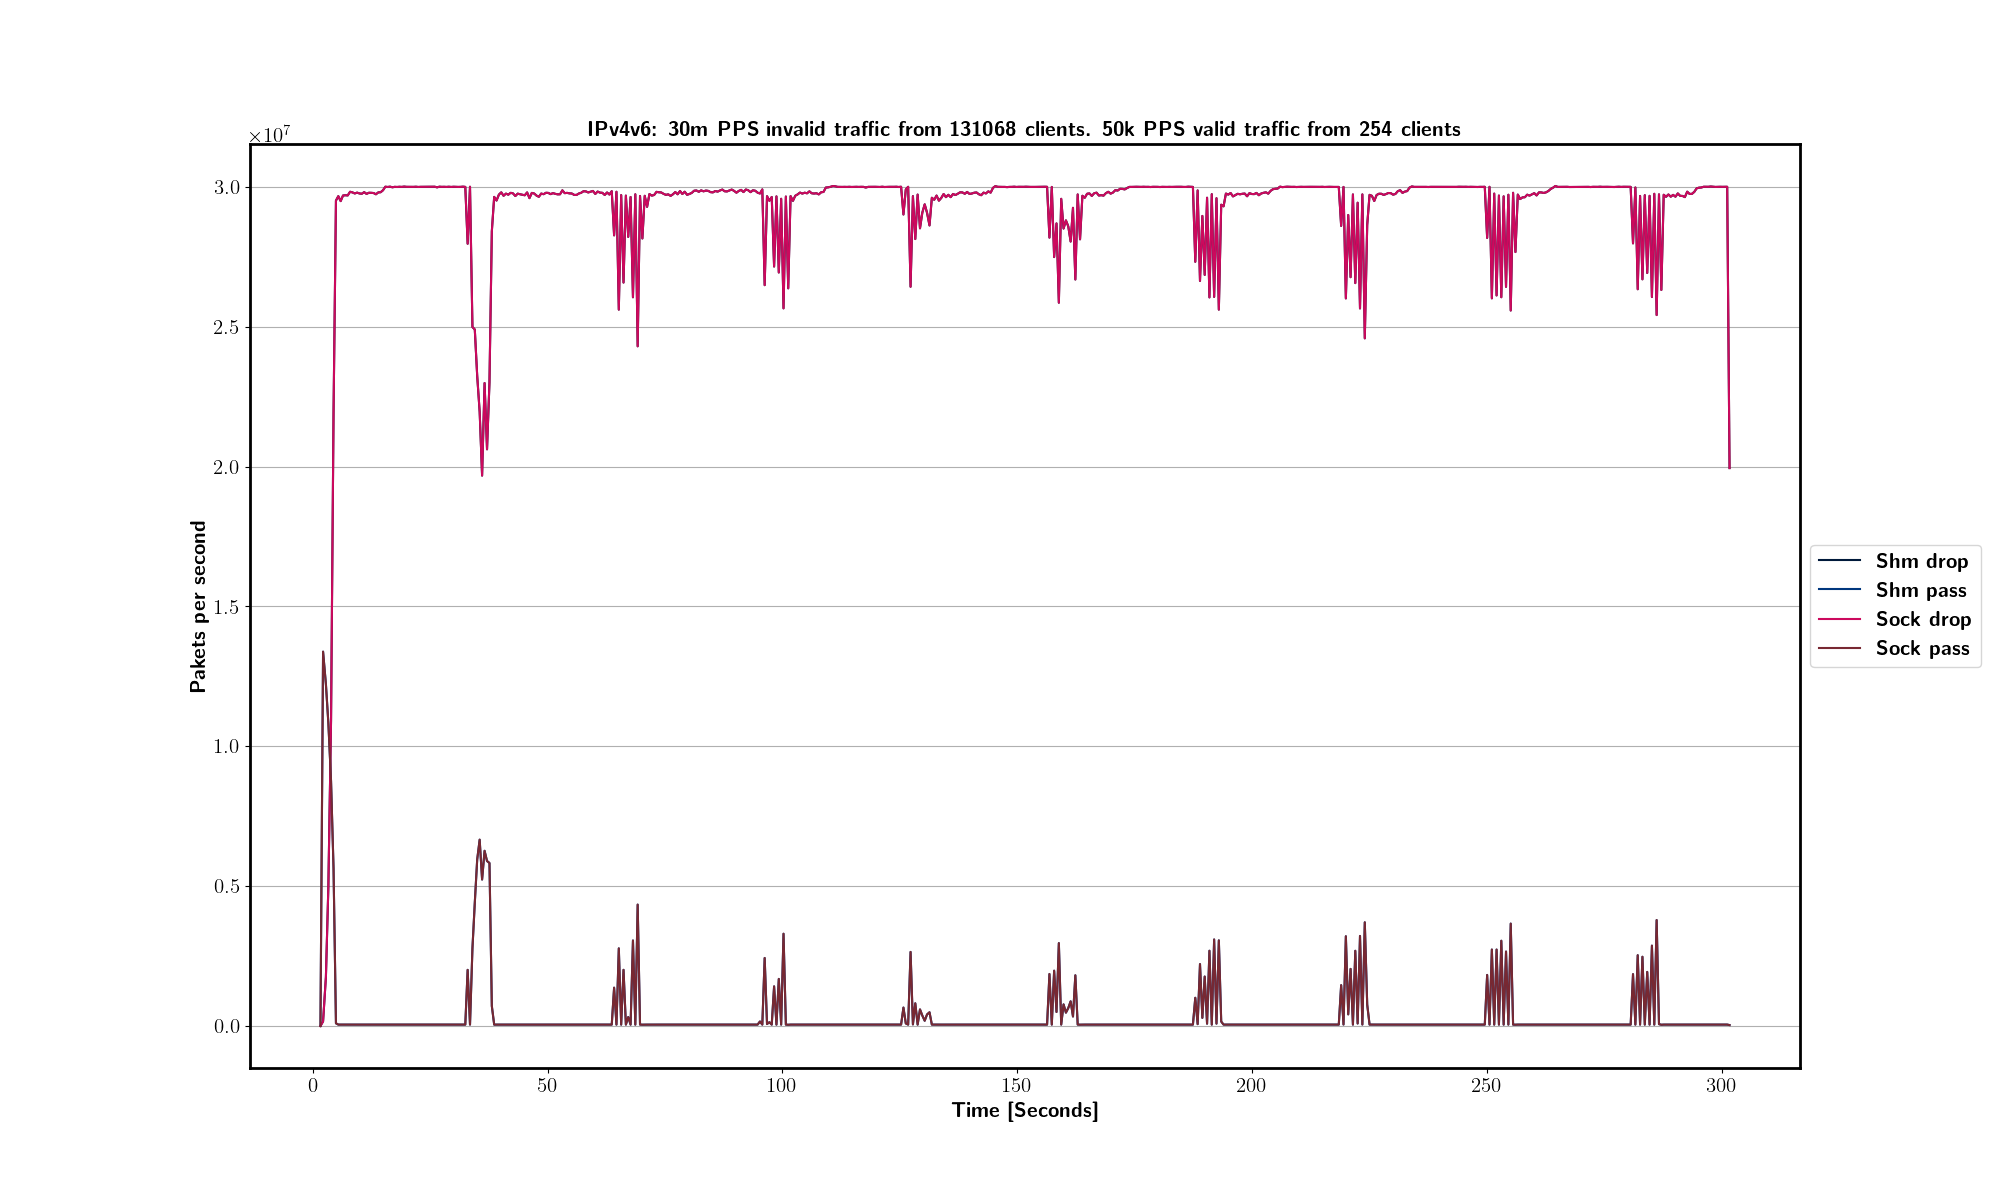 IPv4v6: 30m PPS invalid traffic from 131068 clients. 50k PPS valid traffic from 254 clients
×10⁷
3.0
2.5
2.0
1.5
1.0
0.5
0.0
Pakets per second
0 50 100 150 200 250 300
Time [Seconds]
Shm drop
Shm pass
Sock drop
Sock pass